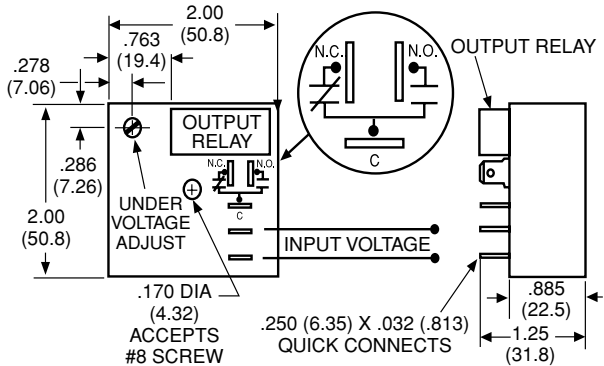 2.00
(50.8)
.763
(19.4)
.278
(7.06)
N.C.
N.O.
C
OUTPUT RELAY
OUTPUT
RELAY
N.C.
N.O.
C
.286
(7.26)
UNDER
VOLTAGE
ADJUST
2.00
(50.8)
INPUT VOLTAGE
.170 DIA
(4.32)
ACCEPTS
#8 SCREW
.250 (6.35) X .032 (.813)
QUICK CONNECTS
.885
(22.5)
1.25
(31.8)